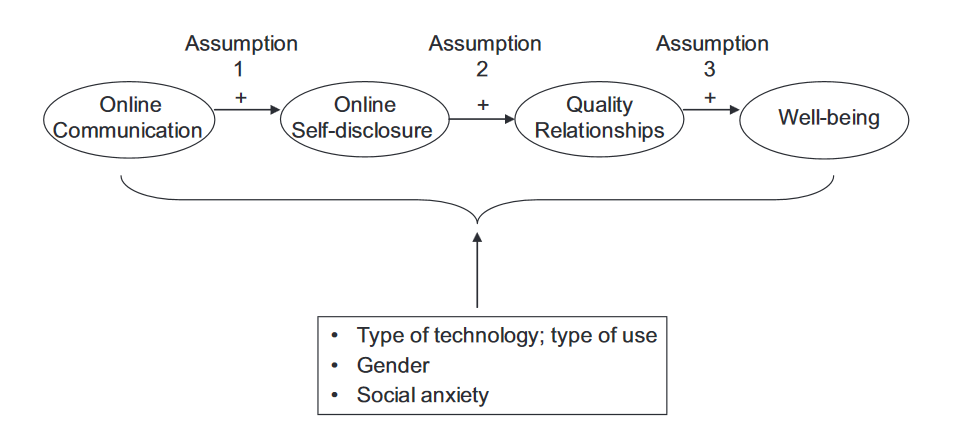 Assumption
1
+
Assumption
2
+
Assumption
3
+
Online
Communication
Online
Self-disclosure
Quality
Relationships
Well-being
• Type of technology; type of use
• Gender
• Social anxiety